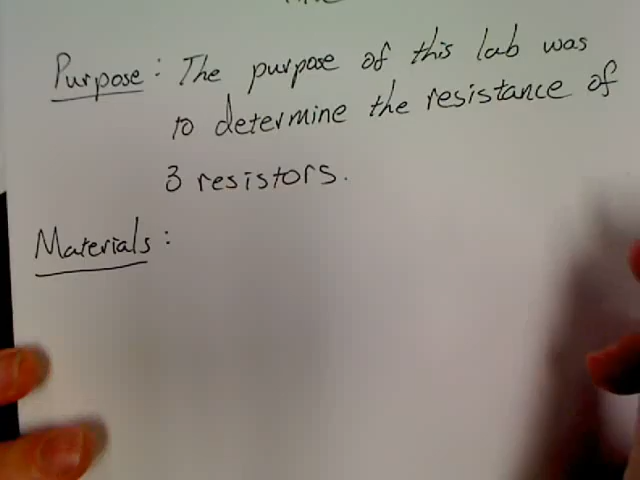 Purpose: The purpose of this lab was
to determine the resistance of
3 resistors.
Materials: